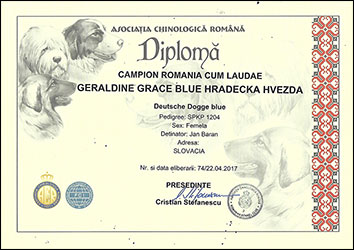 ASOCIAȚIA CHINOLOGICĂ ROMÂNĂ
Diplomă
CAMPION ROMANIA CUM LAUDAE
GERALDINE GRACE BLUE HRADECKA HVEZDA
Deutsche Dogge blue
Pedigree: SPKP 1204
Sex: Femela
Detinator: Jan Baran
Adresa:
SLOVACIA
Nr. si data eliberarii: 74/22.04.2017
PRESEDINTE
Cristian Stefanescu